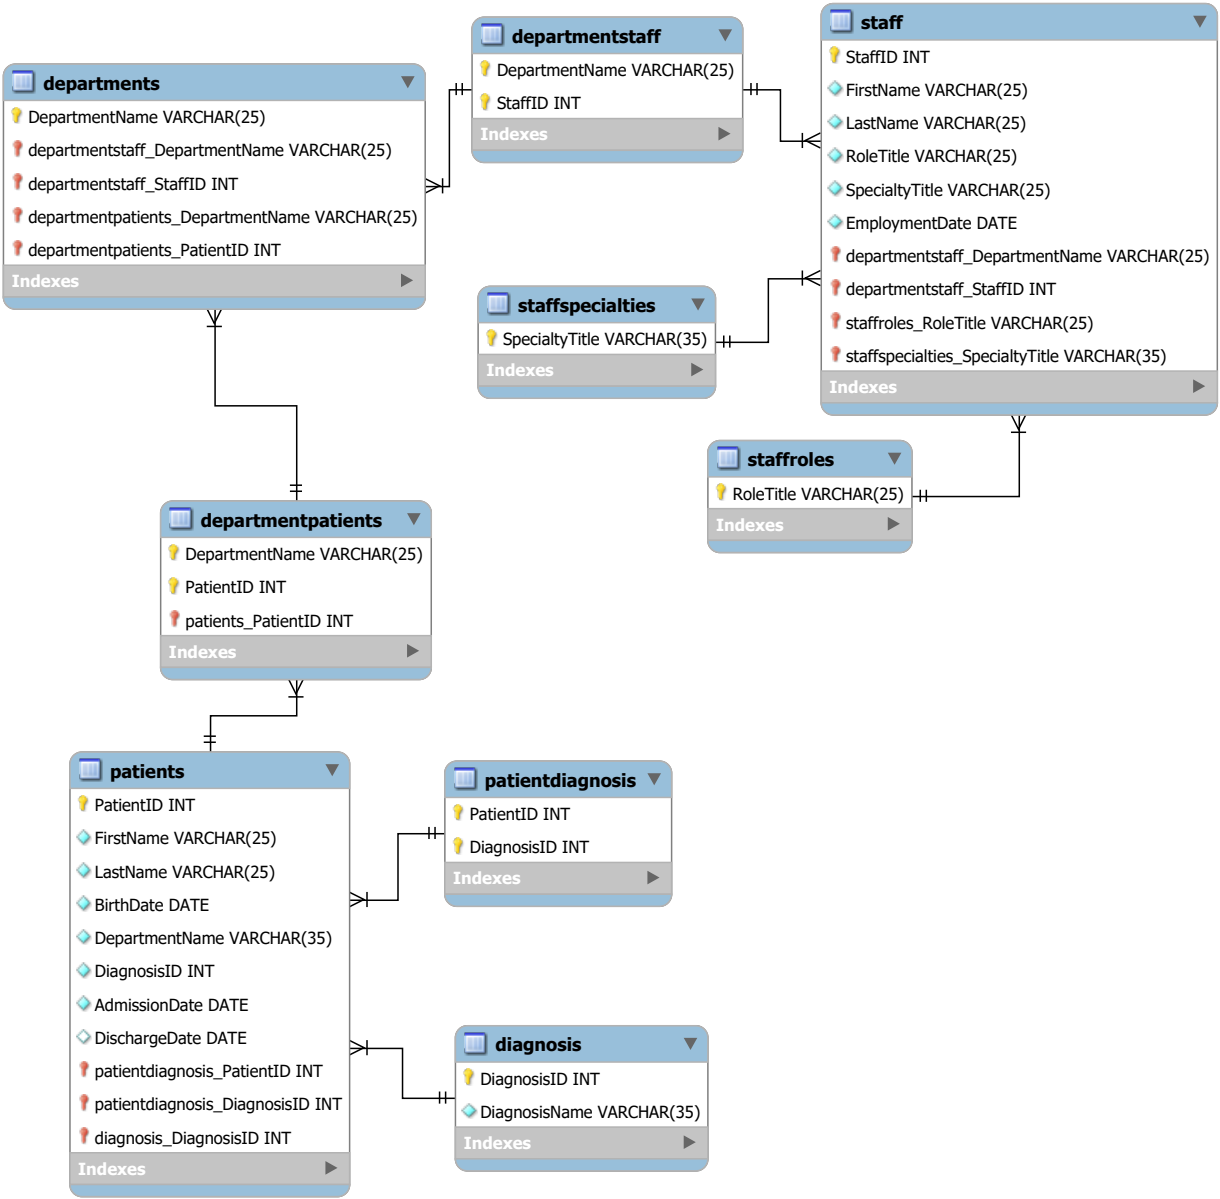 departments
DepartmentName VARCHAR(25)
departmentstaff_DepartmentName VARCHAR(25)
departmentstaff_StaffID INT
departmentpatients_DepartmentName VARCHAR(25)
departmentpatients_PatientID INT
Indexes
departmentstaff
DepartmentName VARCHAR(25)
StaffID INT
Indexes
staff
StaffID INT
FirstName VARCHAR(25)
LastName VARCHAR(25)
RoleTitle VARCHAR(25)
SpecialtyTitle VARCHAR(25)
EmploymentDate DATE
departmentstaff_DepartmentName VARCHAR(25)
departmentstaff_StaffID INT
staffroles_RoleTitle VARCHAR(25)
staffspecialties_SpecialtyTitle VARCHAR(35)
Indexes
staffspecialties
SpecialtyTitle VARCHAR(35)
Indexes
staffroles
RoleTitle VARCHAR(25)
Indexes
departmentpatients
DepartmentName VARCHAR(25)
PatientID INT
patients_PatientID INT
Indexes
patients
PatientID INT
FirstName VARCHAR(25)
LastName VARCHAR(25)
BirthDate DATE
DepartmentName VARCHAR(35)
DiagnosisID INT
AdmissionDate DATE
DischargeDate DATE
patientdiagnosis_PatientID INT
patientdiagnosis_DiagnosisID INT
diagnosis_DiagnosisID INT
Indexes
patientdiagnosis
PatientID INT
DiagnosisID INT
Indexes
diagnosis
DiagnosisID INT
DiagnosisName VARCHAR(35)
Indexes